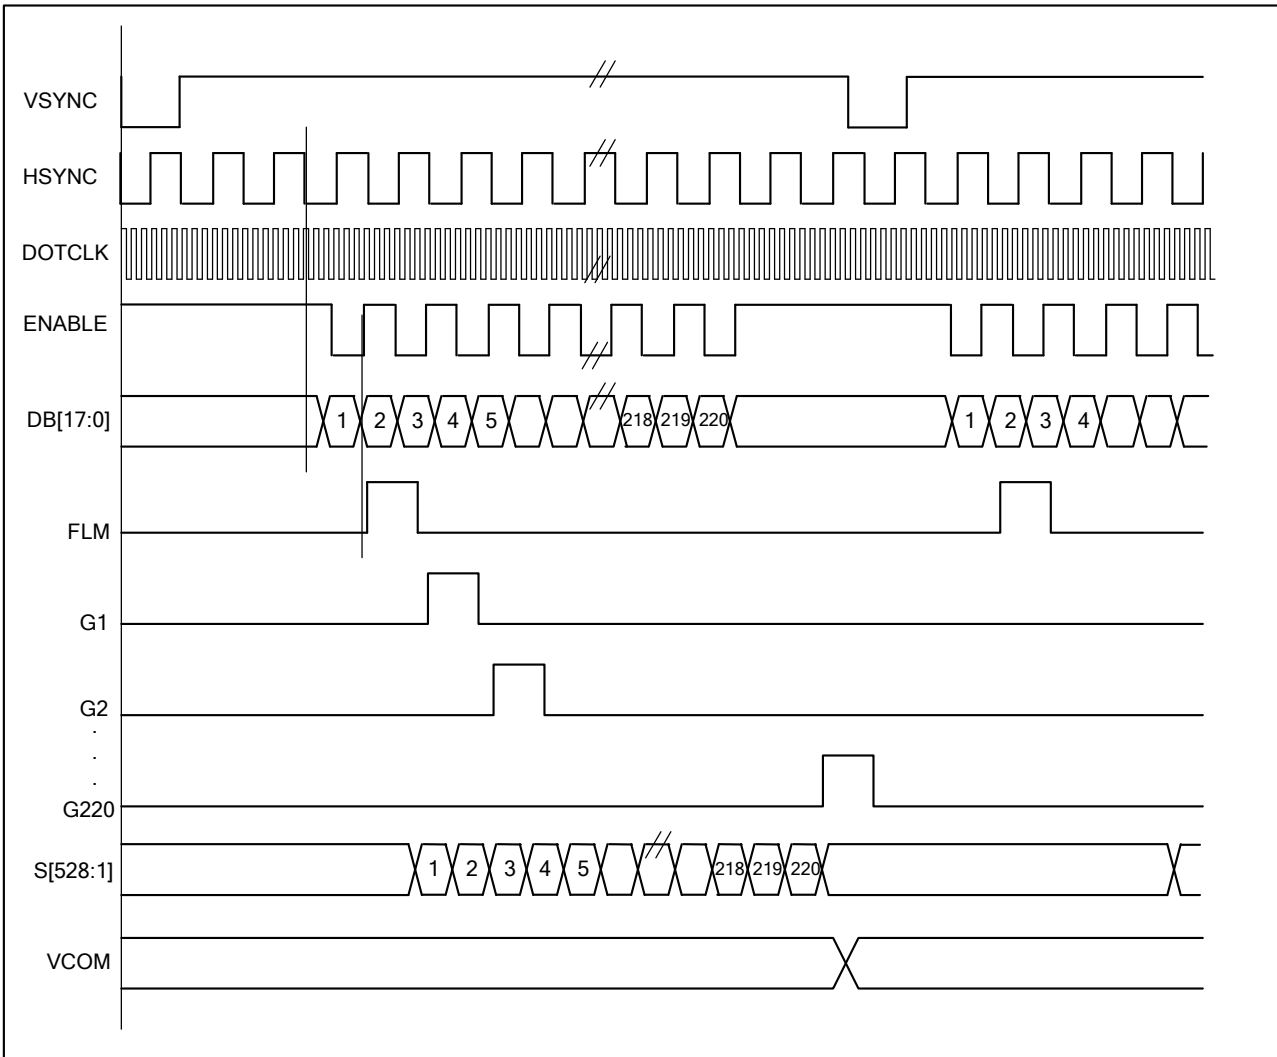 VSYNC
HSYNC
DOTCLK
ENABLE
DB[17:0] 1 2 3 4 5 218 219 220 1 2 3 4
FLM
G1
G2
.
.
.
G220
S[528:1] 1 2 3 4 5 218 219 220
VCOM